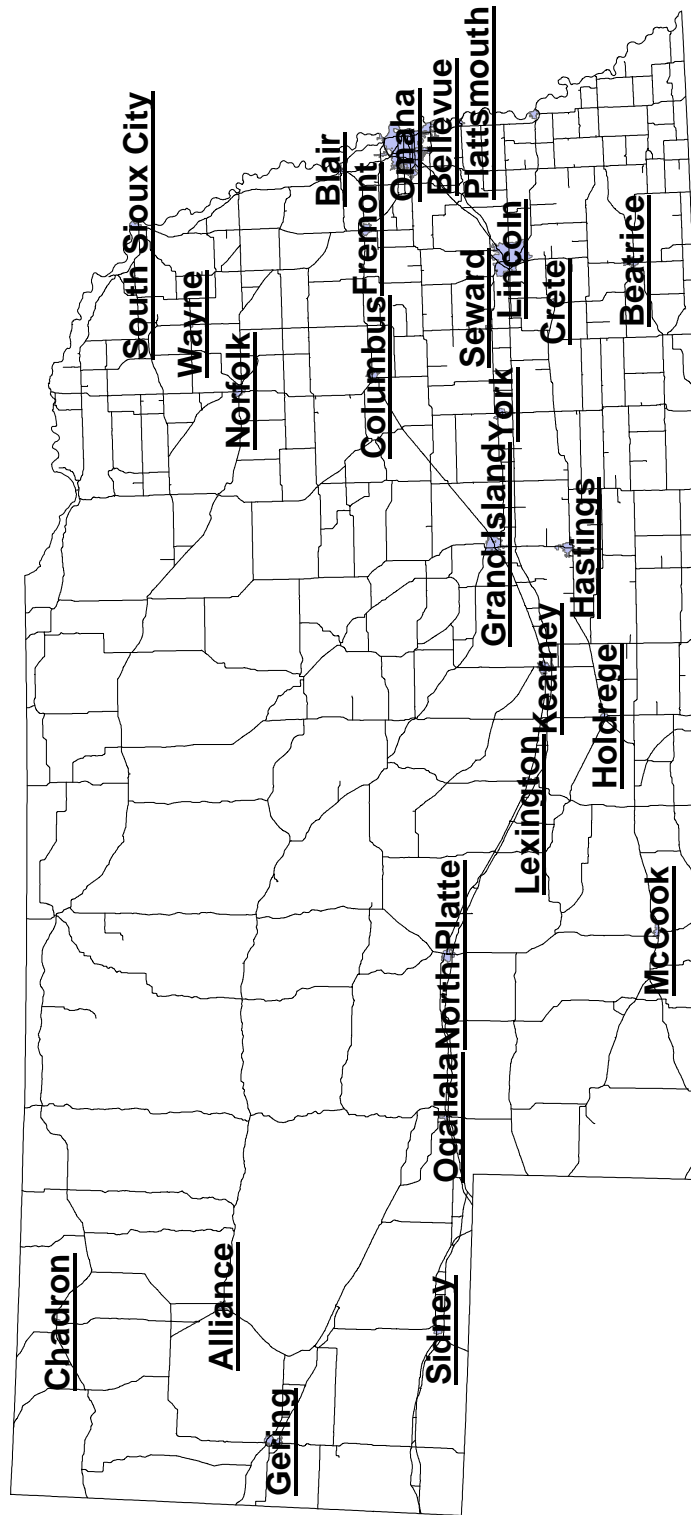 Chadron
South Sioux City
Wayne
Alliance
Norfolk
Gering
Blair
Columbus
Fremont
Omaha
Bellevue
Plattsmouth
Sidney
Ogallala
North Platte
Seward
Grand Island
York
Lincoln
Lexington
Kearney
Crete
Hastings
Holdrege
Beatrice
McCook